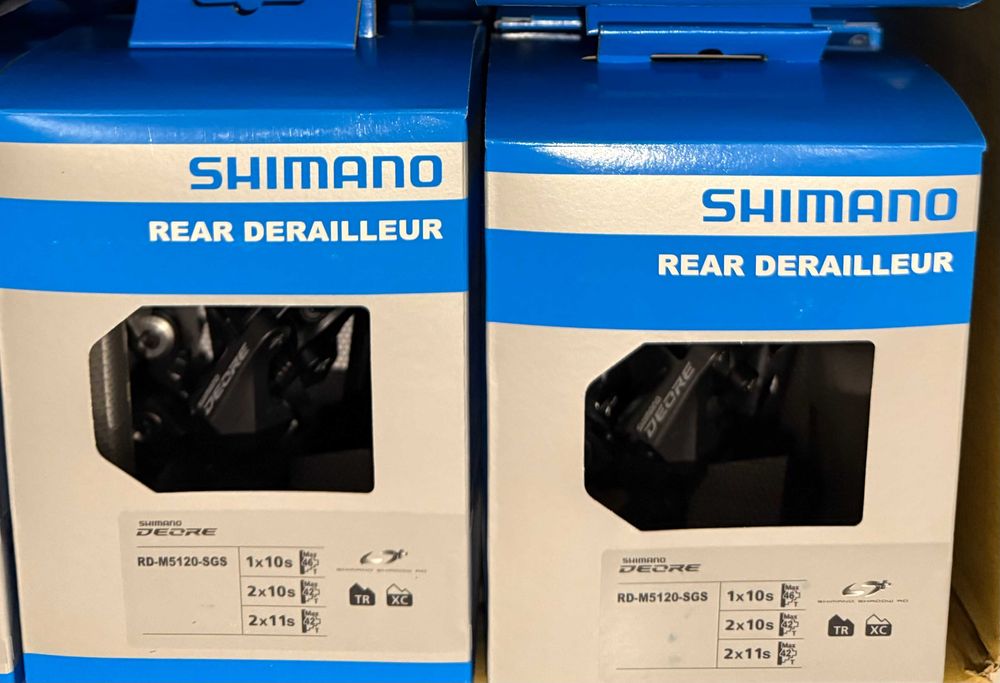 SHIMANO
REAR DERAILLEUR
DEORE
SHIMANO
DEORE
RD-M5120-SGS
1x10s Max 46T
2x10s Max 42T
2x11s Max 42T
SHIMANO SHADOW RD
TR XC
SHIMANO
REAR DERAILLEUR
SHIMANO
DEORE
SHIMANO
DEORE
RD-M5120-SGS
1x10s Max 46T
2x10s Max 42T
2x11s Max 42T
SHIMANO SHADOW RD
TR XC